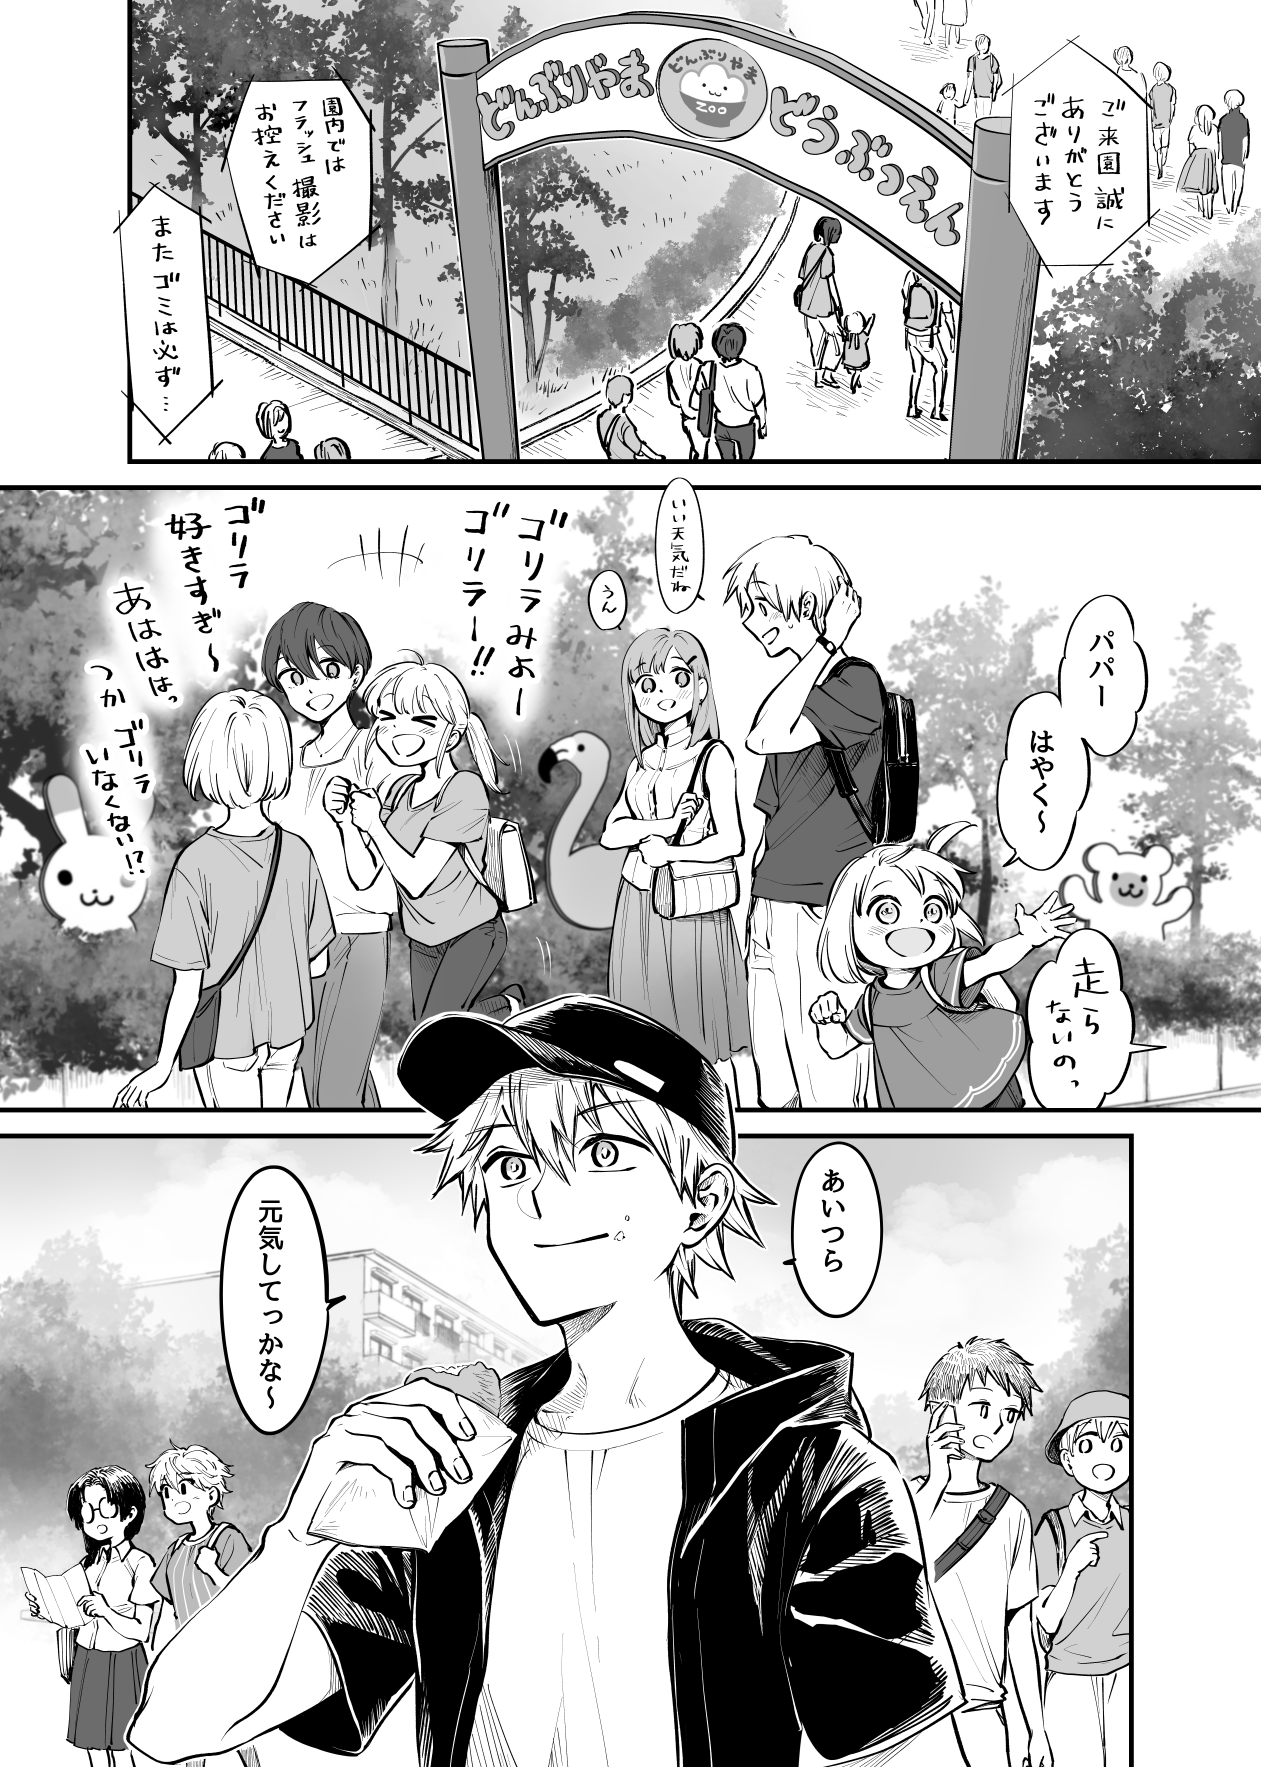 ご来園誠に
ありがとう
ございます
どんぶりやま
どんぶりやま
ZOO
どうぶつえん
園内では
フラッシュ撮影は
お控えください
またゴミは必ず…
パパー
はやく〜
走ら
ないのっ
いい天気だね
うん
ゴリラみよー
ゴリラー!!
ゴリラ
好きすぎ〜
あははっ
つかゴリラ
いなくない!?
あいつら
元気してっかな〜